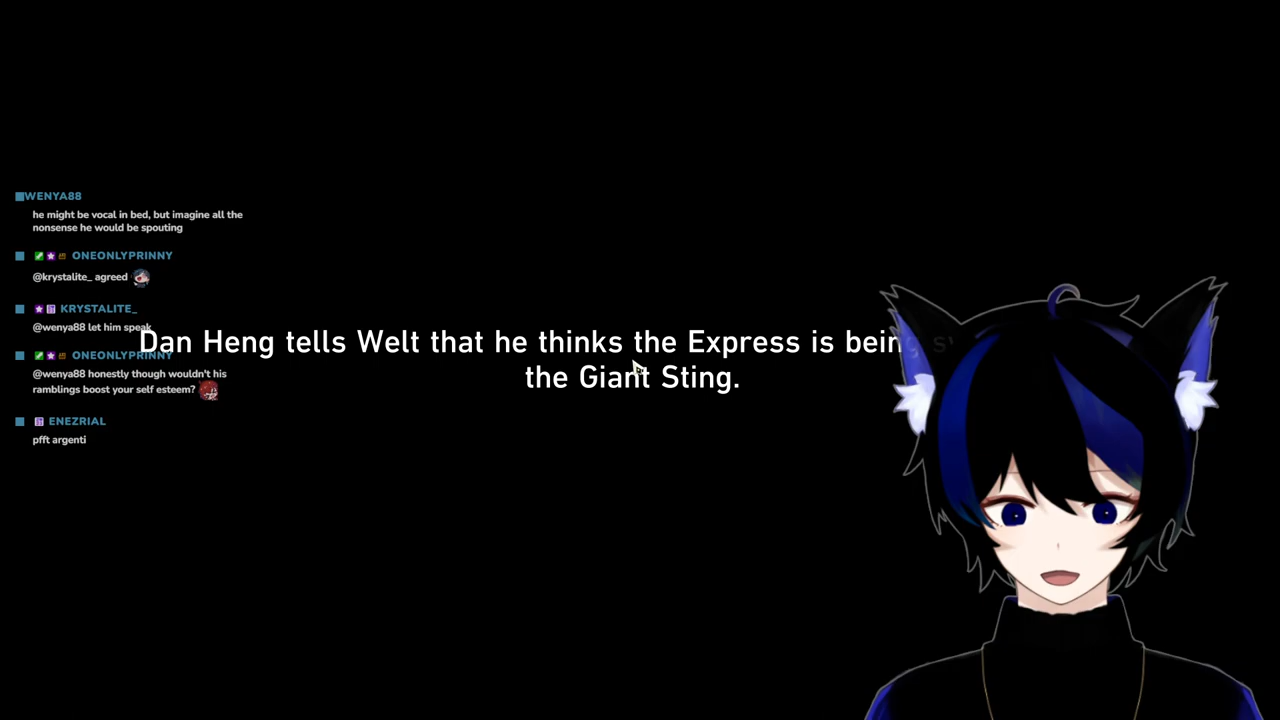 WENYA88
he might be vocal in bed, but imagine all the
nonsense he would be spouting
ONEONLYPRINNY
@krystalite_ agreed
KRYSTALITE_
@wenya88 let him speak
Dan Heng tells Welt that he thinks the Express is being
the Giant Sting.
ONEONLYPRINNY
@wenya88 honestly though wouldn't his
ramblings boost your self esteem?
ENEZRIAL
pfft argenti